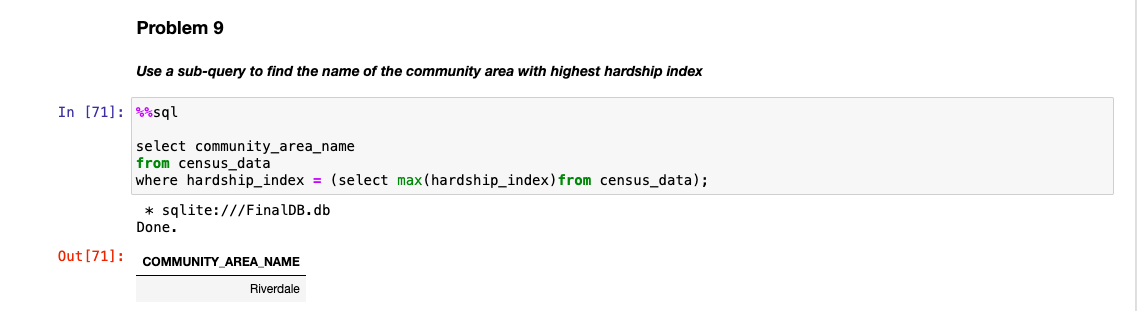 Problem 9
Use a sub-query to find the name of the community area with highest hardship index
In [71]: %%sql
select community_area_name
from census_data
where hardship_index = (select max(hardship_index)from census_data);
* sqlite:///FinalDB.db
Done.
Out[71]: COMMUNITY_AREA_NAME
Riverdale